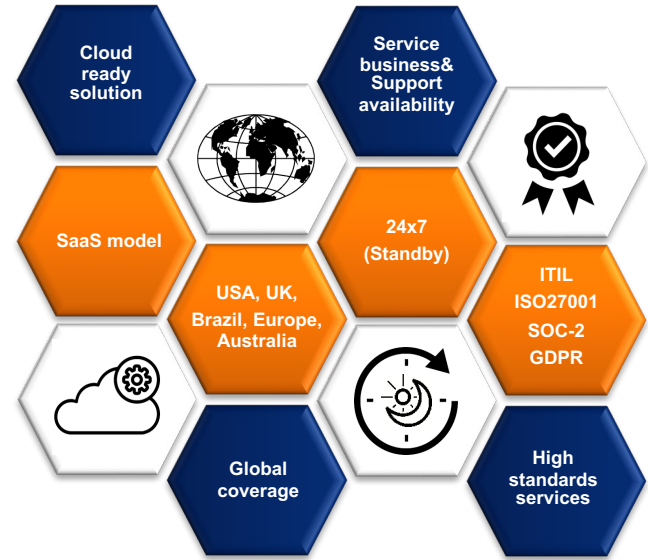 Cloud
ready
solution
Service
business&
Support
availability
SaaS model
24x7
(Standby)
USA, UK,
Brazil, Europe,
Australia
ITIL
ISO27001
SOC-2
GDPR
Global
coverage
High
standards
services